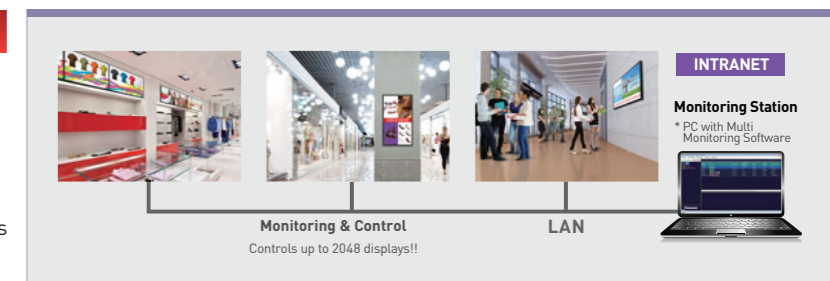 INTRANET
Monitoring Station
* PC with Multi
Monitoring Software
Monitoring & Control
LAN
Controls up to 2048 displays!!
s